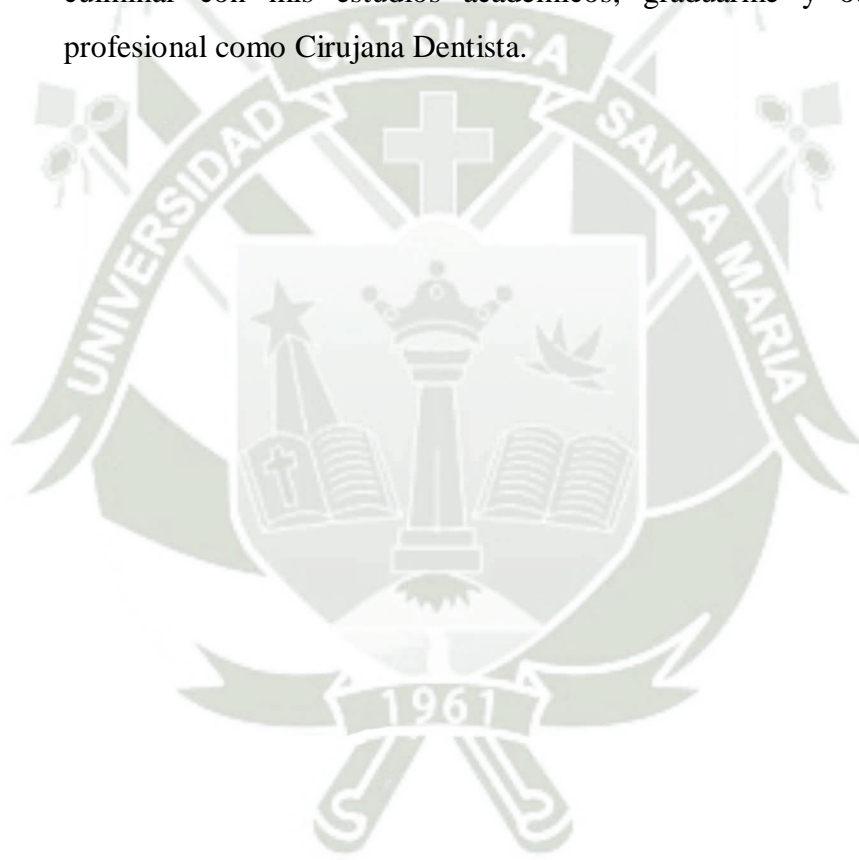 culminar con mis estudios académicos, graduarme y
profesional como Cirujana Dentista.
UNIVERSIDAD CATOLICA SANTA MARIA
1961